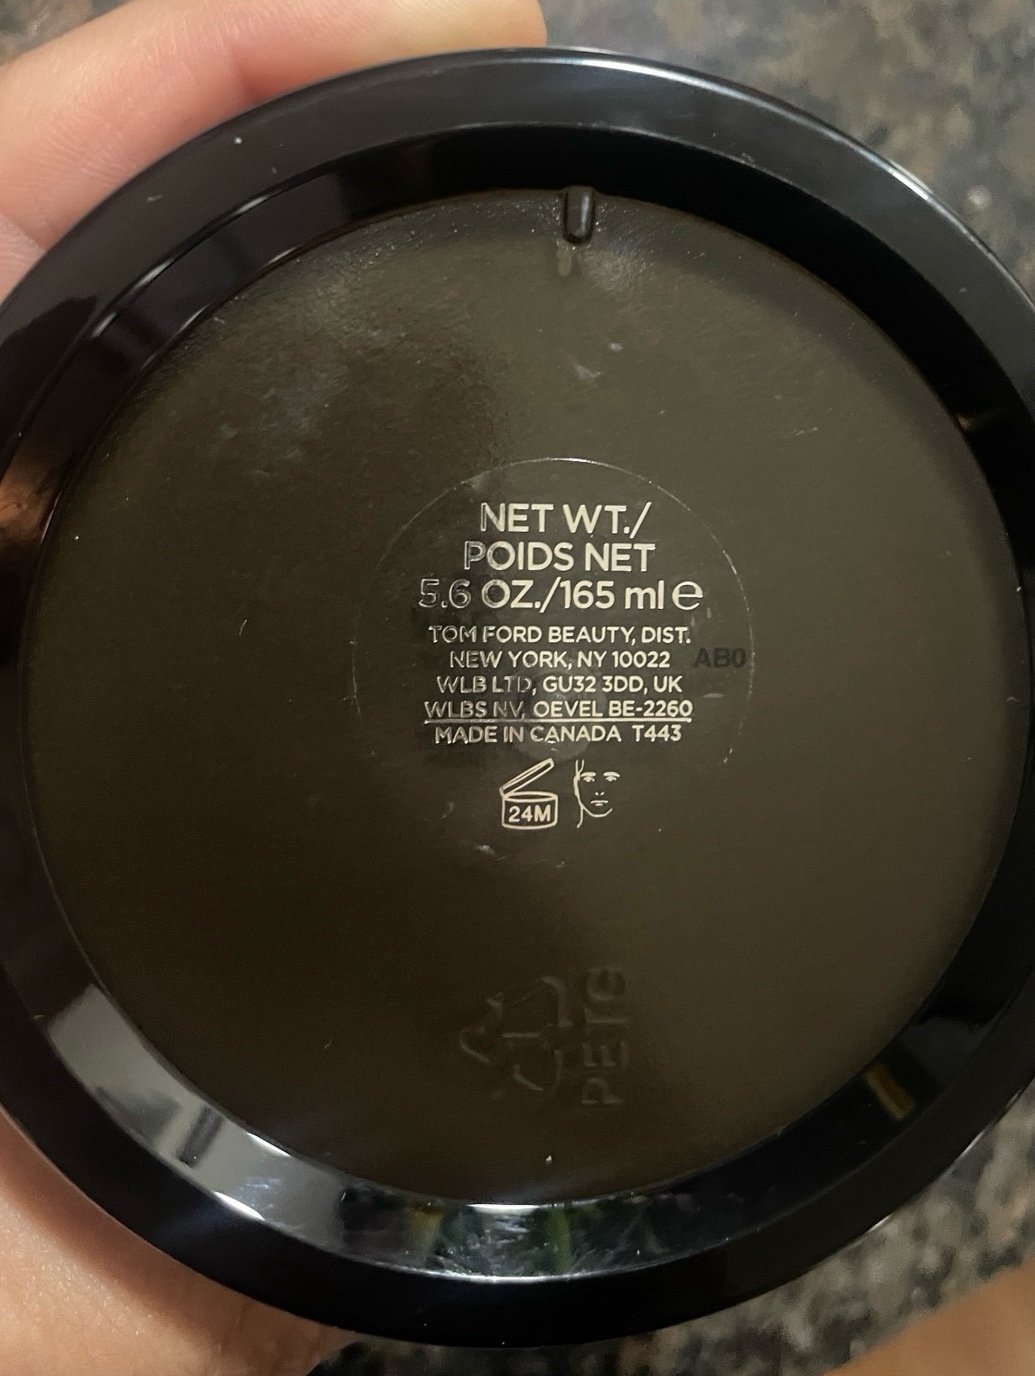 NET WT./
POIDS NET
5.6 OZ./165 ml e
TOM FORD BEAUTY, DIST.
NEW YORK, NY 10022 AB0
WLB LTD, GU32 3DD, UK
WLBS NV, OEVEL BE-2260
MADE IN CANADA T443
24M
1
PETG